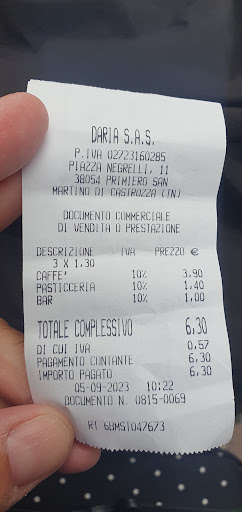 DARIA S.A.S.
P.IVA 02723160285
PIAZZA NEGRELLI, 11
38054 PRIMIERO SAN
MARTINO DI CASTROZZA (TN)
DOCUMENTO COMMERCIALE
DI VENDITA O PRESTAZIONE
DESCRIZIONE IVA PREZZO €
3 X 1,30
CAFFE' 10% 3,90
PASTICCERIA 10% 1,40
BAR 10% 1,00
TOTALE COMPLESSIVO 6,30
DI CUI IVA 0,57
PAGAMENTO CONTANTE 6,30
IMPORTO PAGATO 6,30
05-09-2023 10:22
DOCUMENTO N. 0815-0069
RT 6BMST047673